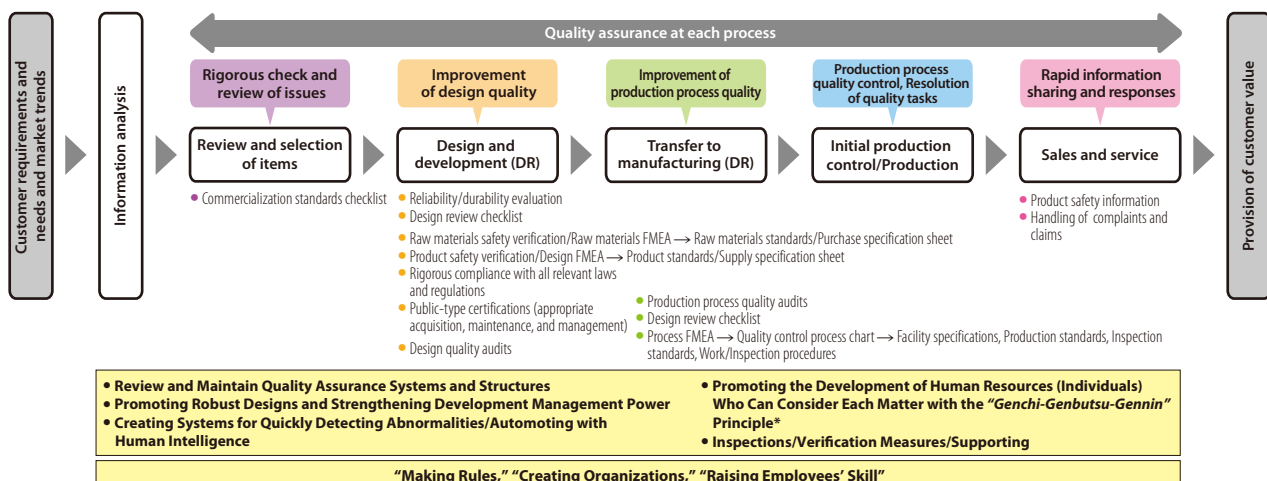 Customer requirements and
needs and market trends
Information analysis
Quality assurance at each process
Rigorous check and
review of issues
Improvement
of design quality
Improvement of
production process quality
Production process
quality control, Resolution
of quality tasks
Rapid information
sharing and responses
Review and selection
of items
Design and
development (DR)
Transfer to
manufacturing (DR)
Initial production
control/Production
Sales and service
Provision of customer value
• Commercialization standards checklist
• Reliability/durability evaluation
• Design review checklist
• Raw materials safety verification/Raw materials FMEA → Raw materials standards/Purchase specification sheet
• Product safety verification/Design FMEA → Product standards/Supply specification sheet
• Rigorous compliance with all relevant laws
and regulations
• Public-type certifications (appropriate
acquisition, maintenance, and management)
• Design quality audits
• Production process quality audits
• Design review checklist
• Process FMEA → Quality control process chart → Facility specifications, Production standards, Inspection
standards, Work/Inspection procedures
• Product safety information
• Handling of complaints and
claims
• Review and Maintain Quality Assurance Systems and Structures
• Promoting Robust Designs and Strengthening Development Management Power
• Creating Systems for Quickly Detecting Abnormalities/Automoting with
Human Intelligence
• Promoting the Development of Human Resources (Individuals)
Who Can Consider Each Matter with the “Genchi-Genbutsu-Gennin”
Principle*
• Inspections/Verification Measures/Supporting
“Making Rules,” “Creating Organizations,” “Raising Employees’ Skill”